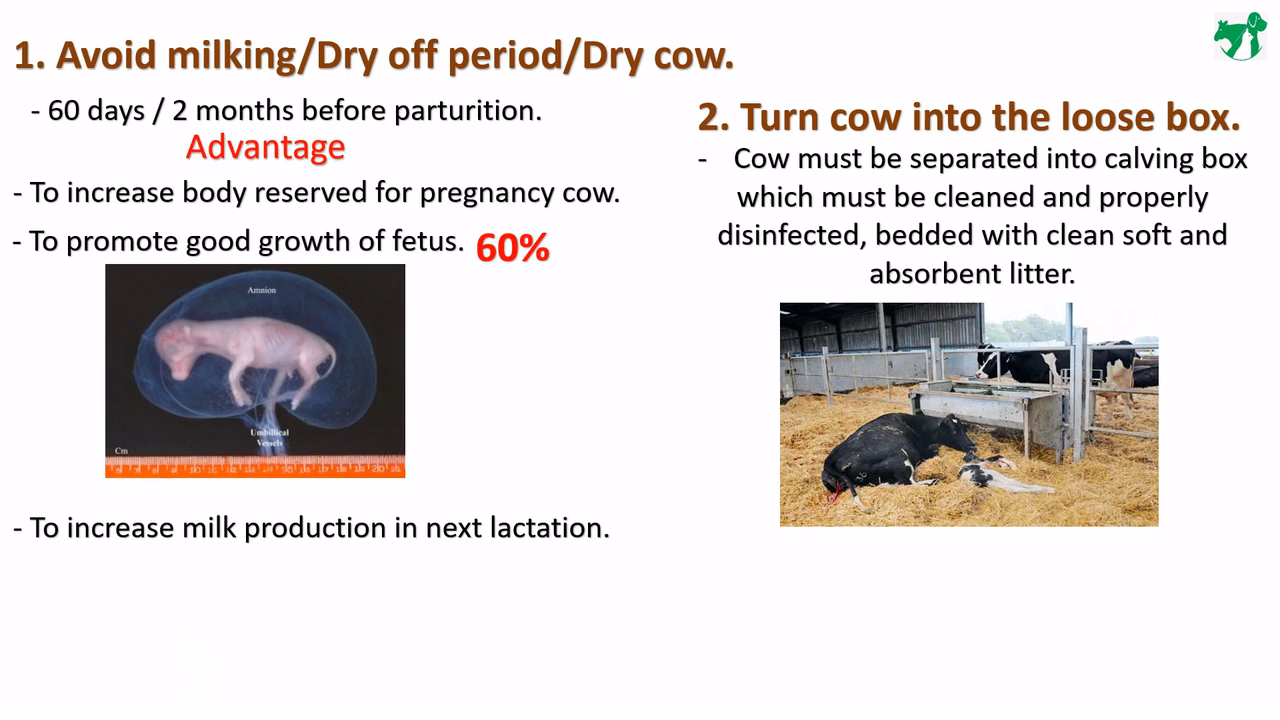 1. Avoid milking/Dry off period/Dry cow.
- 60 days / 2 months before parturition.
Advantage
- To increase body reserved for pregnancy cow.
- To promote good growth of fetus. 60%
Amnion
Umbillical
Vessels
Cm
- To increase milk production in next lactation.
2. Turn cow into the loose box.
- Cow must be separated into calving box
which must be cleaned and properly
disinfected, bedded with clean soft and
absorbent litter.